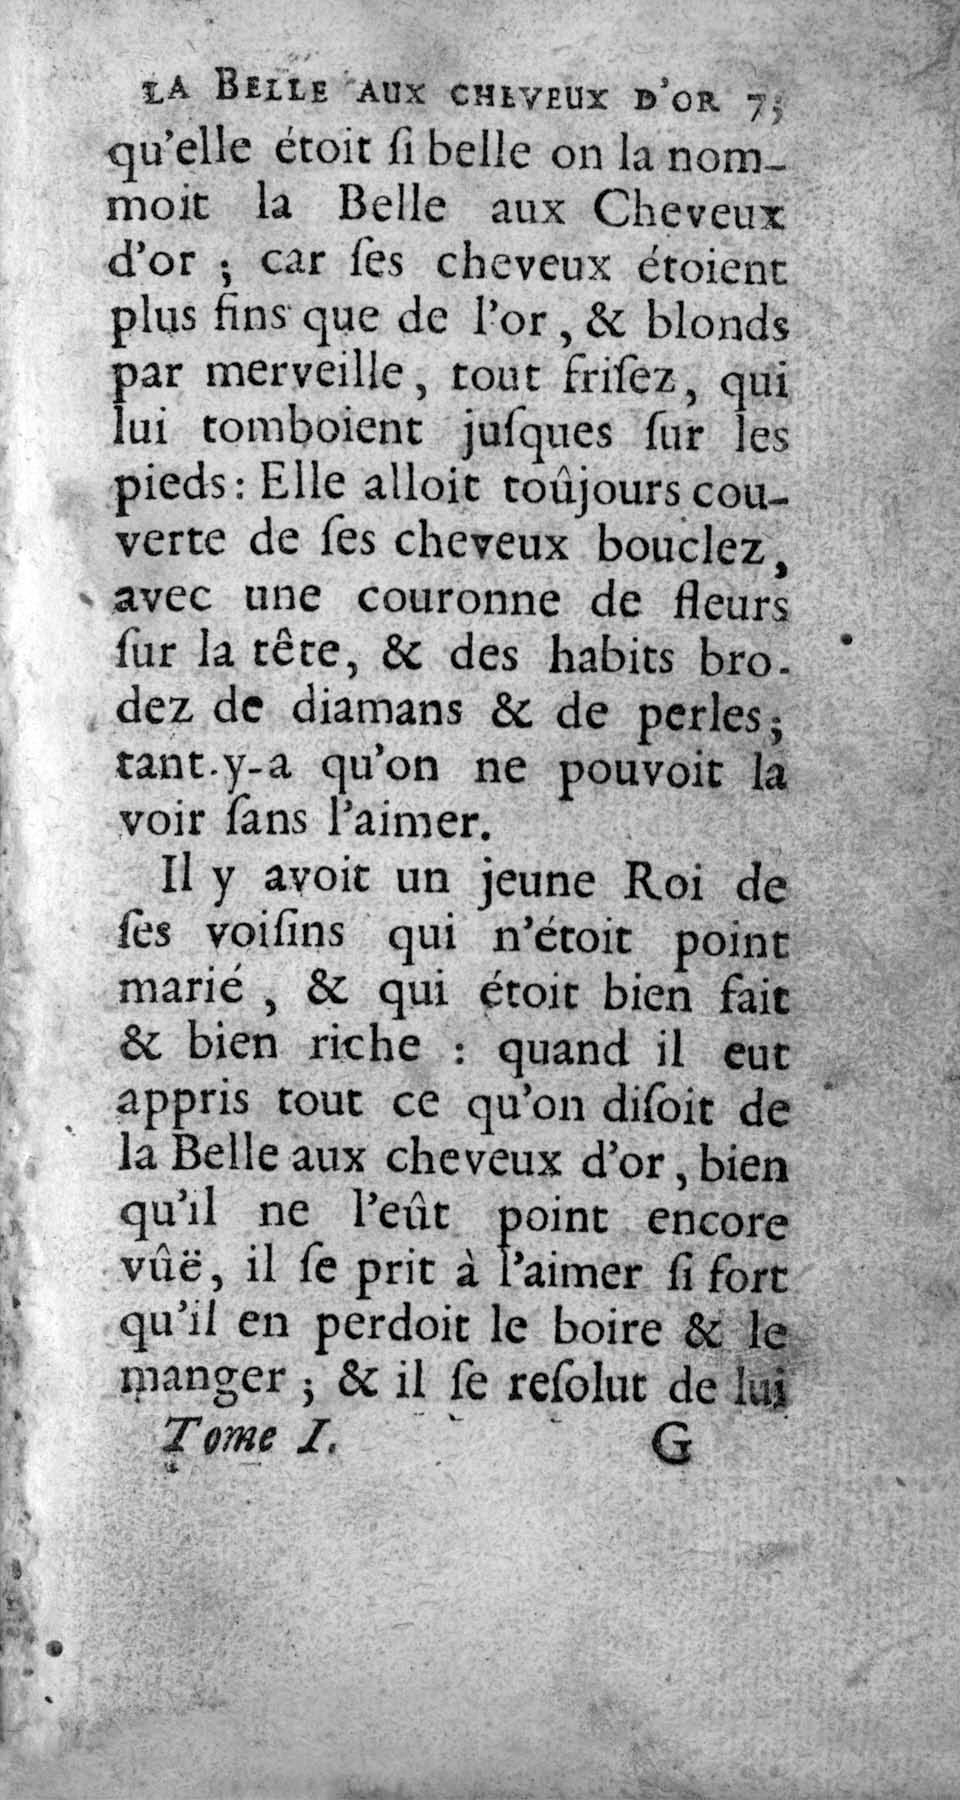 LA BELLE AUX CHEVEUX D'OR 73
qu'elle étoit ſi belle on la nom-
moit la Belle aux Cheveux
d'or ; car ſes cheveux étoient
plus fins que de l'or, & blonds
par merveille, tout friſez, qui
lui tomboient juſques ſur les
pieds : Elle alloit toûjours cou-
verte de ſes cheveux bouclez,
avec une couronne de fleurs
ſur la tête, & des habits bro-
dez de diamans & de perles;
tant-y-a qu'on ne pouvoit la
voir ſans l'aimer.
Il y avoit un jeune Roi de
ſes voiſins qui n'étoit point
marié, & qui étoit bien fait
& bien riche : quand il eut
appris tout ce qu'on diſoit de
la Belle aux cheveux d'or, bien
qu'il ne l'eût point encore
vûë, il ſe prit à l'aimer ſi fort
qu'il en perdoit le boire & le
manger ; & il ſe reſolut de lui
Tome I. G